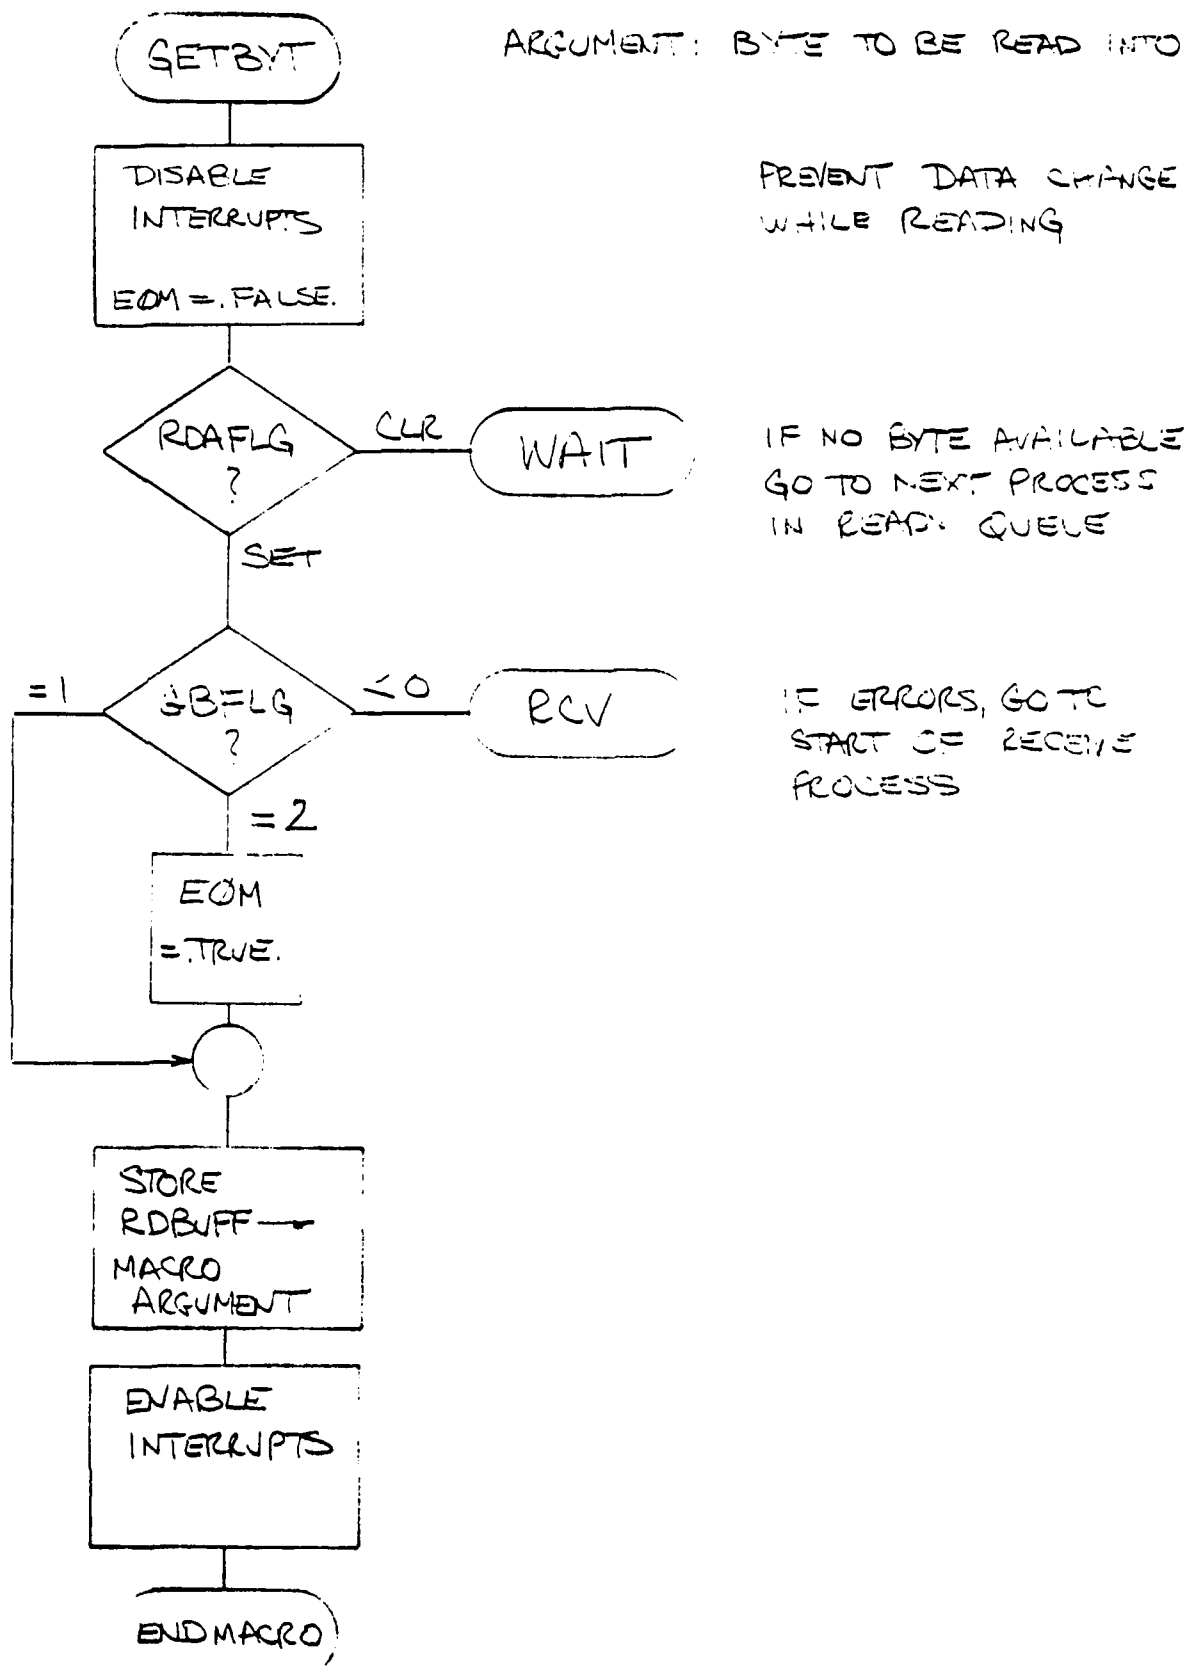 GETBYT
ARGUMENT: BYTE TO BE READ INTO
DISABLE
INTERRUPTS
EØM = .FALSE.
PREVENT DATA CHANGE
WHILE READING
RDAFLG
?
CLR
WAIT
IF NO BYTE AVAILABLE
GO TO NEXT PROCESS
IN READY QUEUE
SET
=1
GBFLG
?
<0
RCV
IF ERRORS, GO TO
START OF RECEIVE
PROCESS
=2
EØM
=.TRUE.
STORE
RDBUFF→
MACRO
ARGUMENT
ENABLE
INTERRUPTS
ENDMACRO